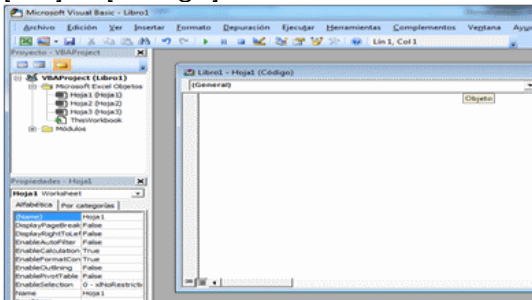 Microsoft Visual Basic - Libro1
Archivo Edición Ver Insertar Formato Depuración Ejecutar Herramientas Complementos Ventana
Lin 1, Col 1
Proyecto - VBAProject
VBAProject (Libro1)
Microsoft Excel Objetos
Hoja1 (Hoja1)
Hoja2 (Hoja2)
Hoja3 (Hoja3)
ThisWorkbook
Módulos
Libro1 - Hoja1 (Código)
(General)
Objeto
Propiedades - Hoja1
Hoja1 Worksheet
Alfabética Por categorías
(Name) Hoja1
DisplayPageBreak False
DisplayRightToLef False
EnableAutoFilter False
EnableCalculation True
EnableFormatCon True
EnableOutlining False
EnablePivotTable False
EnableSelection 0 - xlNoRestricti
Name Hoja1